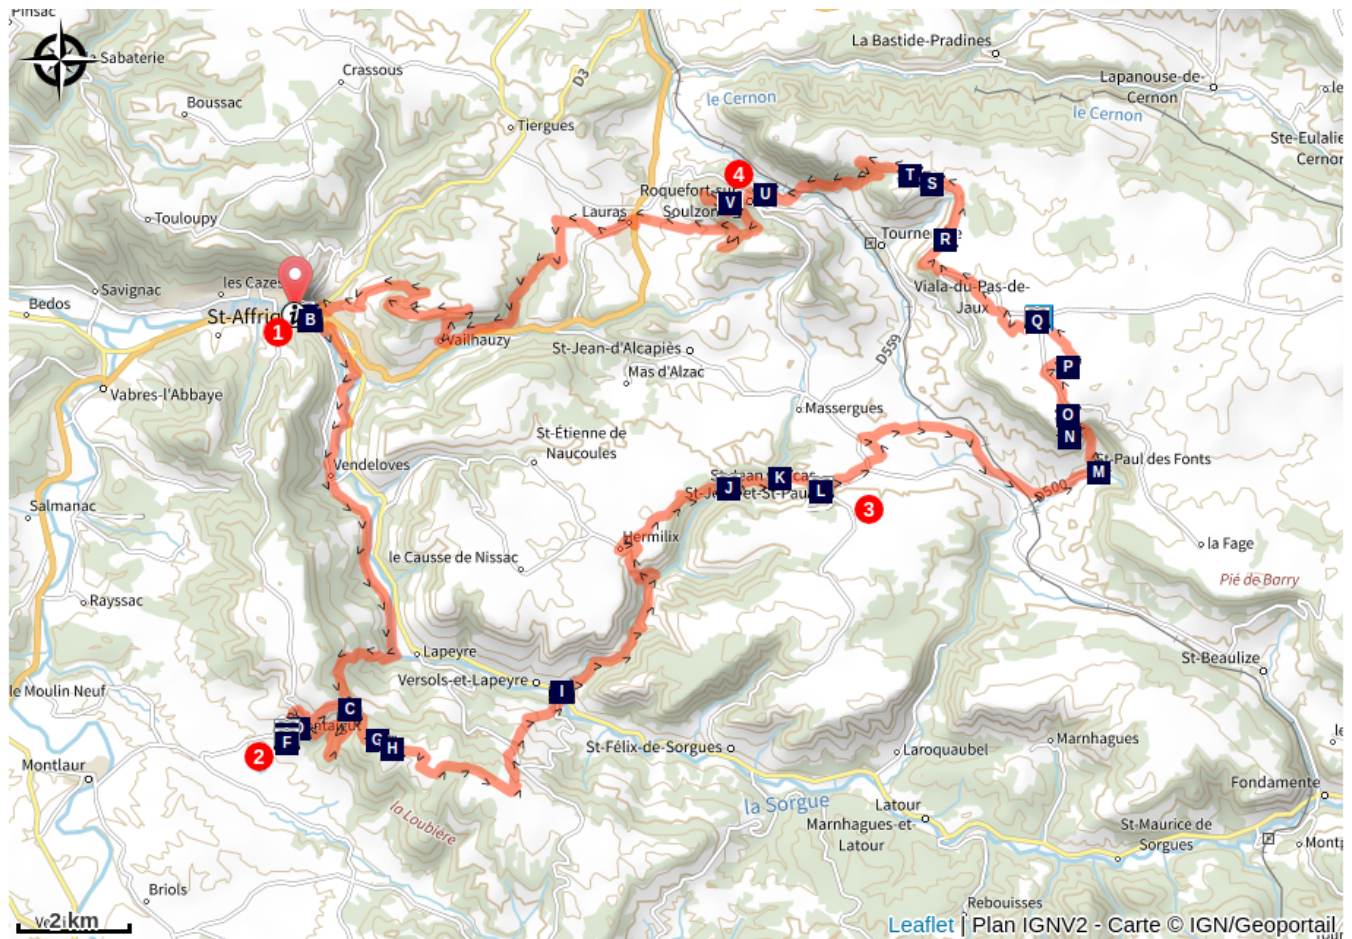 Pinsac
la Sabaterie
Crassous
D3
La Bastide-Pradines
Lapanouse-de-
Cernon
le Cernon
le Cernon
Boussac
Tiergues
Ste-Eulalie
Cernon
4
T
S
Roquefort-su
U
V
Touloupy
Lauras
Soulzon
R
Tourne
les Cazes
Savignac
Viala-du-Pas-de-
Jaux
Bedos
St-Affriq
i
B
Q
1
Vailhauzy
St-Jean-d'Alcapiès
D559
Mas d'Alzac
P
Vabres-l'Abbaye
Massergues
O
St-Étienne de
Naucoules
N
St-Paul des Fonts
Vendeloves
M
K
J
L
D500
3
Salmanac
Hermilix
la Fage
le Causse de Nissac
Pié de Barry
Rayssac
Lapeyre
St-Beaulize
Versols-et-Lapeyre
le Moulin Neuf
I
C
F
G
H
2
St-Félix-de-Sorgues
Laroquaubel
Marnhagues
Montlaur
Fondamente
la Loubière
la Sorgue
Latour
Marnhagues-et-
Latour
St-Maurice de
Sorgues
Briols
Rebouisses
2 km
Leaflet | Plan IGNV2 - Carte © IGN/Geoportail